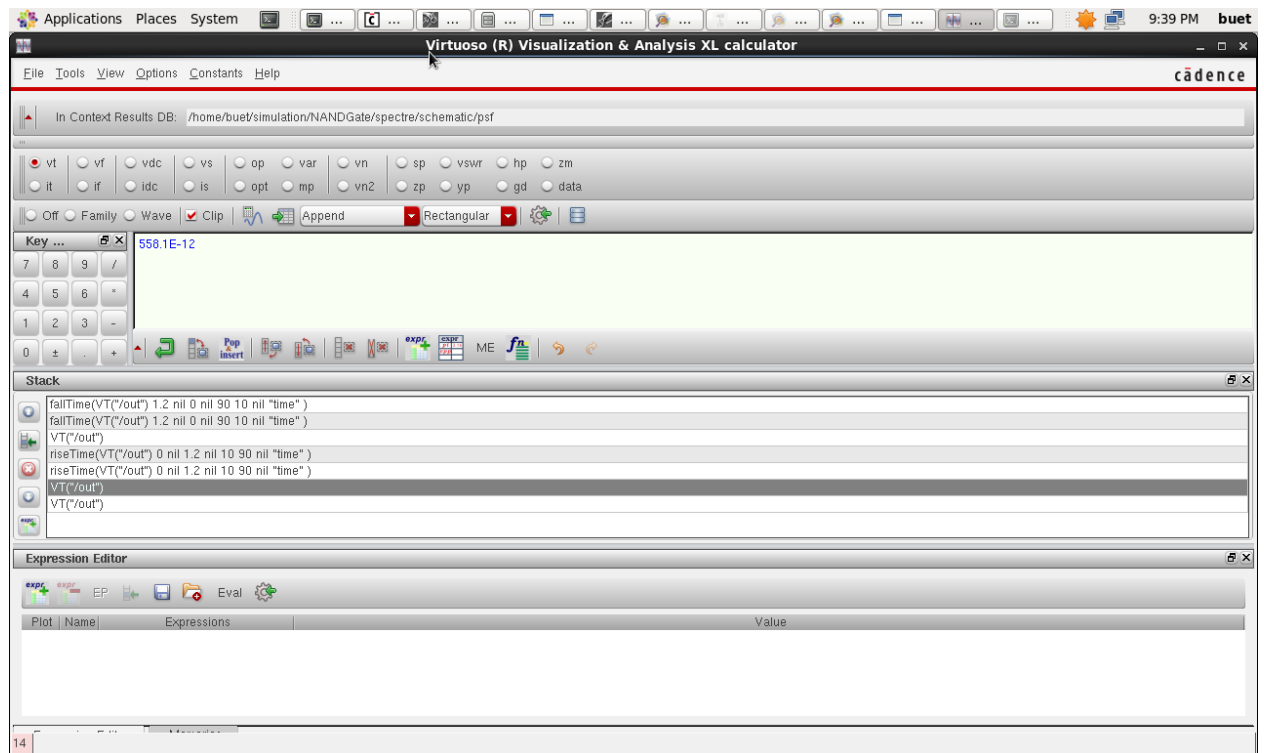 Applications Places System ... C ... ... ... ... ... ... ... ... ... ... ... ... 9:39 PM buet
Virtuoso (R) Visualization & Analysis XL calculator
File Tools View Options Constants Help cādence
In Context Results DB: /home/buet/simulation/NANDGate/spectre/schematic/psf
vt vf vdc vs op var vn sp vswr hp zm
it if idc is opt mp vn2 zp yp gd data
Off Family Wave Clip Append Rectangular
Key ...
558.1E-12
7 8 9 /
4 5 6 *
1 2 3 -
0 ± . +
Pop insert expr expr ME fn
Stack
fallTime(VT("/out") 1.2 nil 0 nil 90 10 nil "time" )
fallTime(VT("/out") 1.2 nil 0 nil 90 10 nil "time" )
VT("/out")
riseTime(VT("/out") 0 nil 1.2 nil 10 90 nil "time" )
riseTime(VT("/out") 0 nil 1.2 nil 10 90 nil "time" )
VT("/out")
VT("/out")
expr
Expression Editor
expr expr EP Eval
Plot Name Expressions Value
14